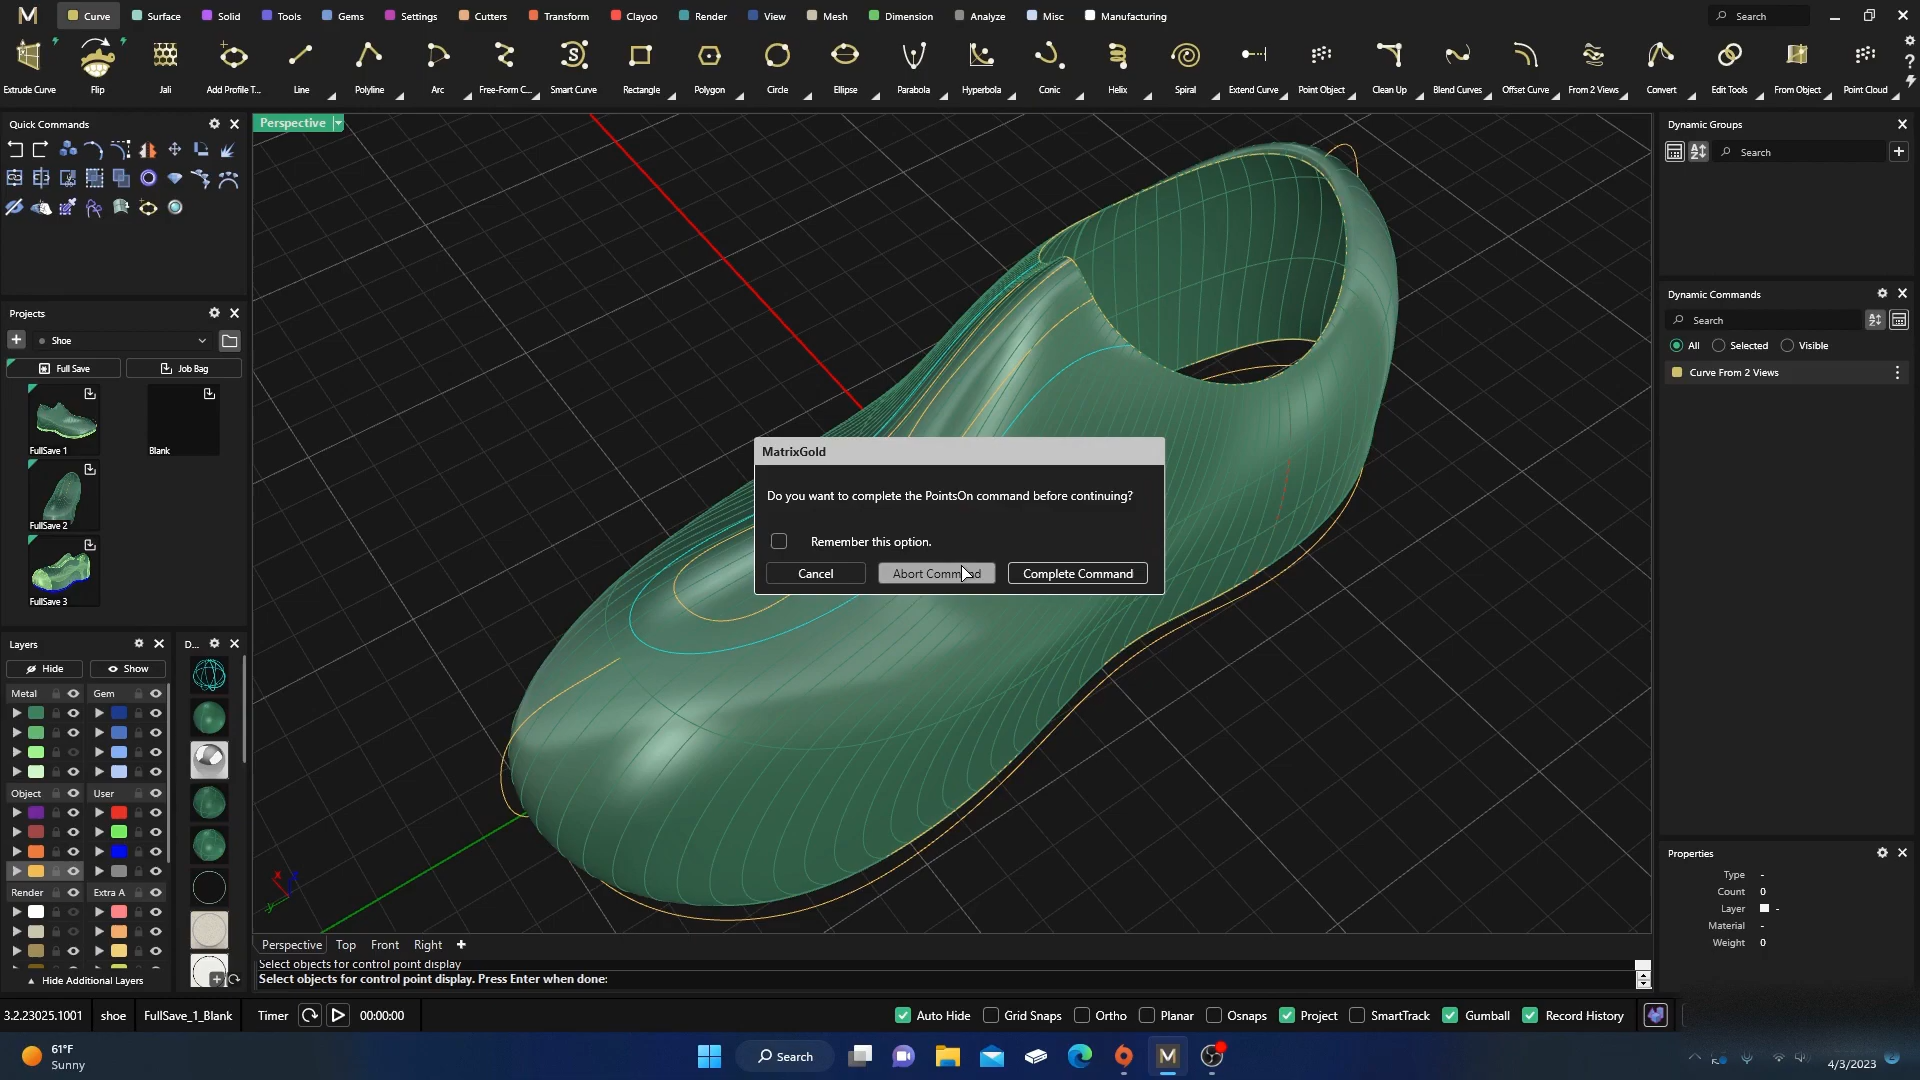 M
Curve
Surface
Solid
Tools
Gems
Settings
Cutters
Transform
Clayoo
Render
View
Mesh
Dimension
Analyze
Misc
Manufacturing
Search
Extrude Curve
Flip
Jali
Add Profile T...
Line
Polyline
Arc
Free-Form C...
Smart Curve
Rectangle
Polygon
Circle
Ellipse
Parabola
Hyperbola
Conic
Helix
Spiral
Extend Curve
Point Object
Clean Up
Blend Curves
Offset Curve
From 2 Views
Convert
Edit Tools
From Object
Point Cloud
Quick Commands
Projects
Shoe
Full Save
Job Bag
FullSave 1
Blank
FullSave 2
FullSave 3
Layers
D...
Hide
Show
Metal
Gem
Object
User
Render
Extra A
Hide Additional Layers
Perspective
MatrixGold
Do you want to complete the PointsOn command before continuing?
Remember this option.
Cancel
Abort Command
Complete Command
x
y
Perspective
Top
Front
Right
Select objects for control point display
Select objects for control point display. Press Enter when done:
Dynamic Groups
Search
Dynamic Commands
Search
All
Selected
Visible
Curve From 2 Views
Properties
Type -
Count 0
Layer -
Material -
Weight 0
3.2.23025.1001
shoe
FullSave_1_Blank
Timer
00:00:00
Auto Hide
Grid Snaps
Ortho
Planar
Osnaps
Project
SmartTrack
Gumball
Record History
61°F
Sunny
Search
M
4/3/2023